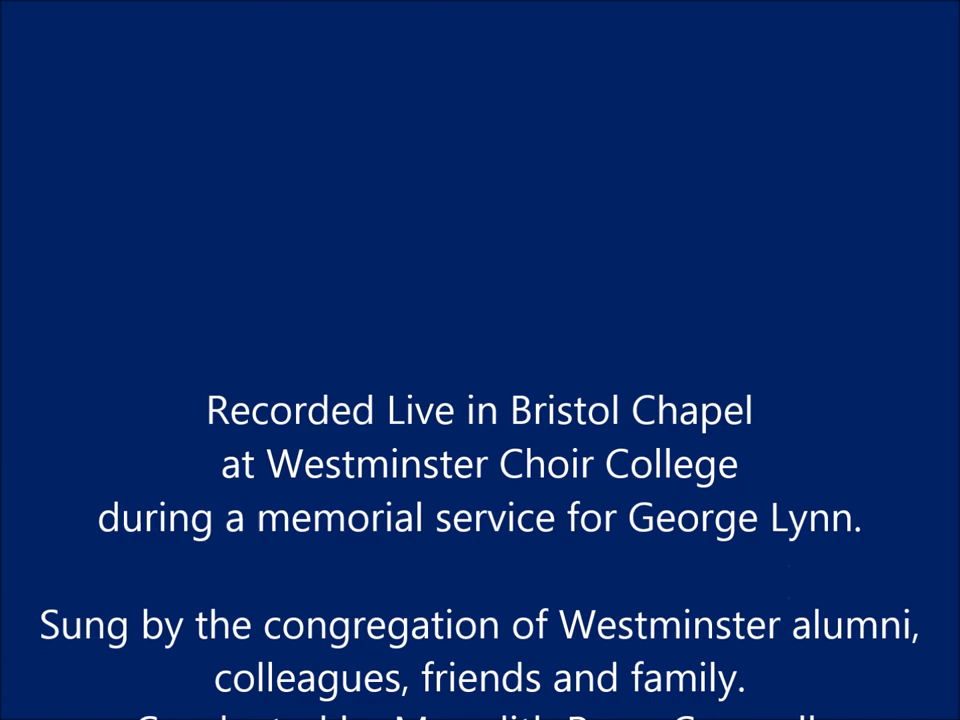 Recorded Live in Bristol Chapel
at Westminster Choir College
during a memorial service for George Lynn.
Sung by the congregation of Westminster alumni,
colleagues, friends and family.